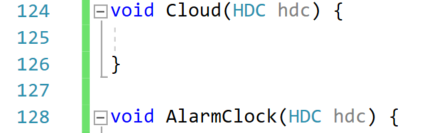 124 void Cloud(HDC hdc) {
125
126 }
127
128 void AlarmClock(HDC hdc) {